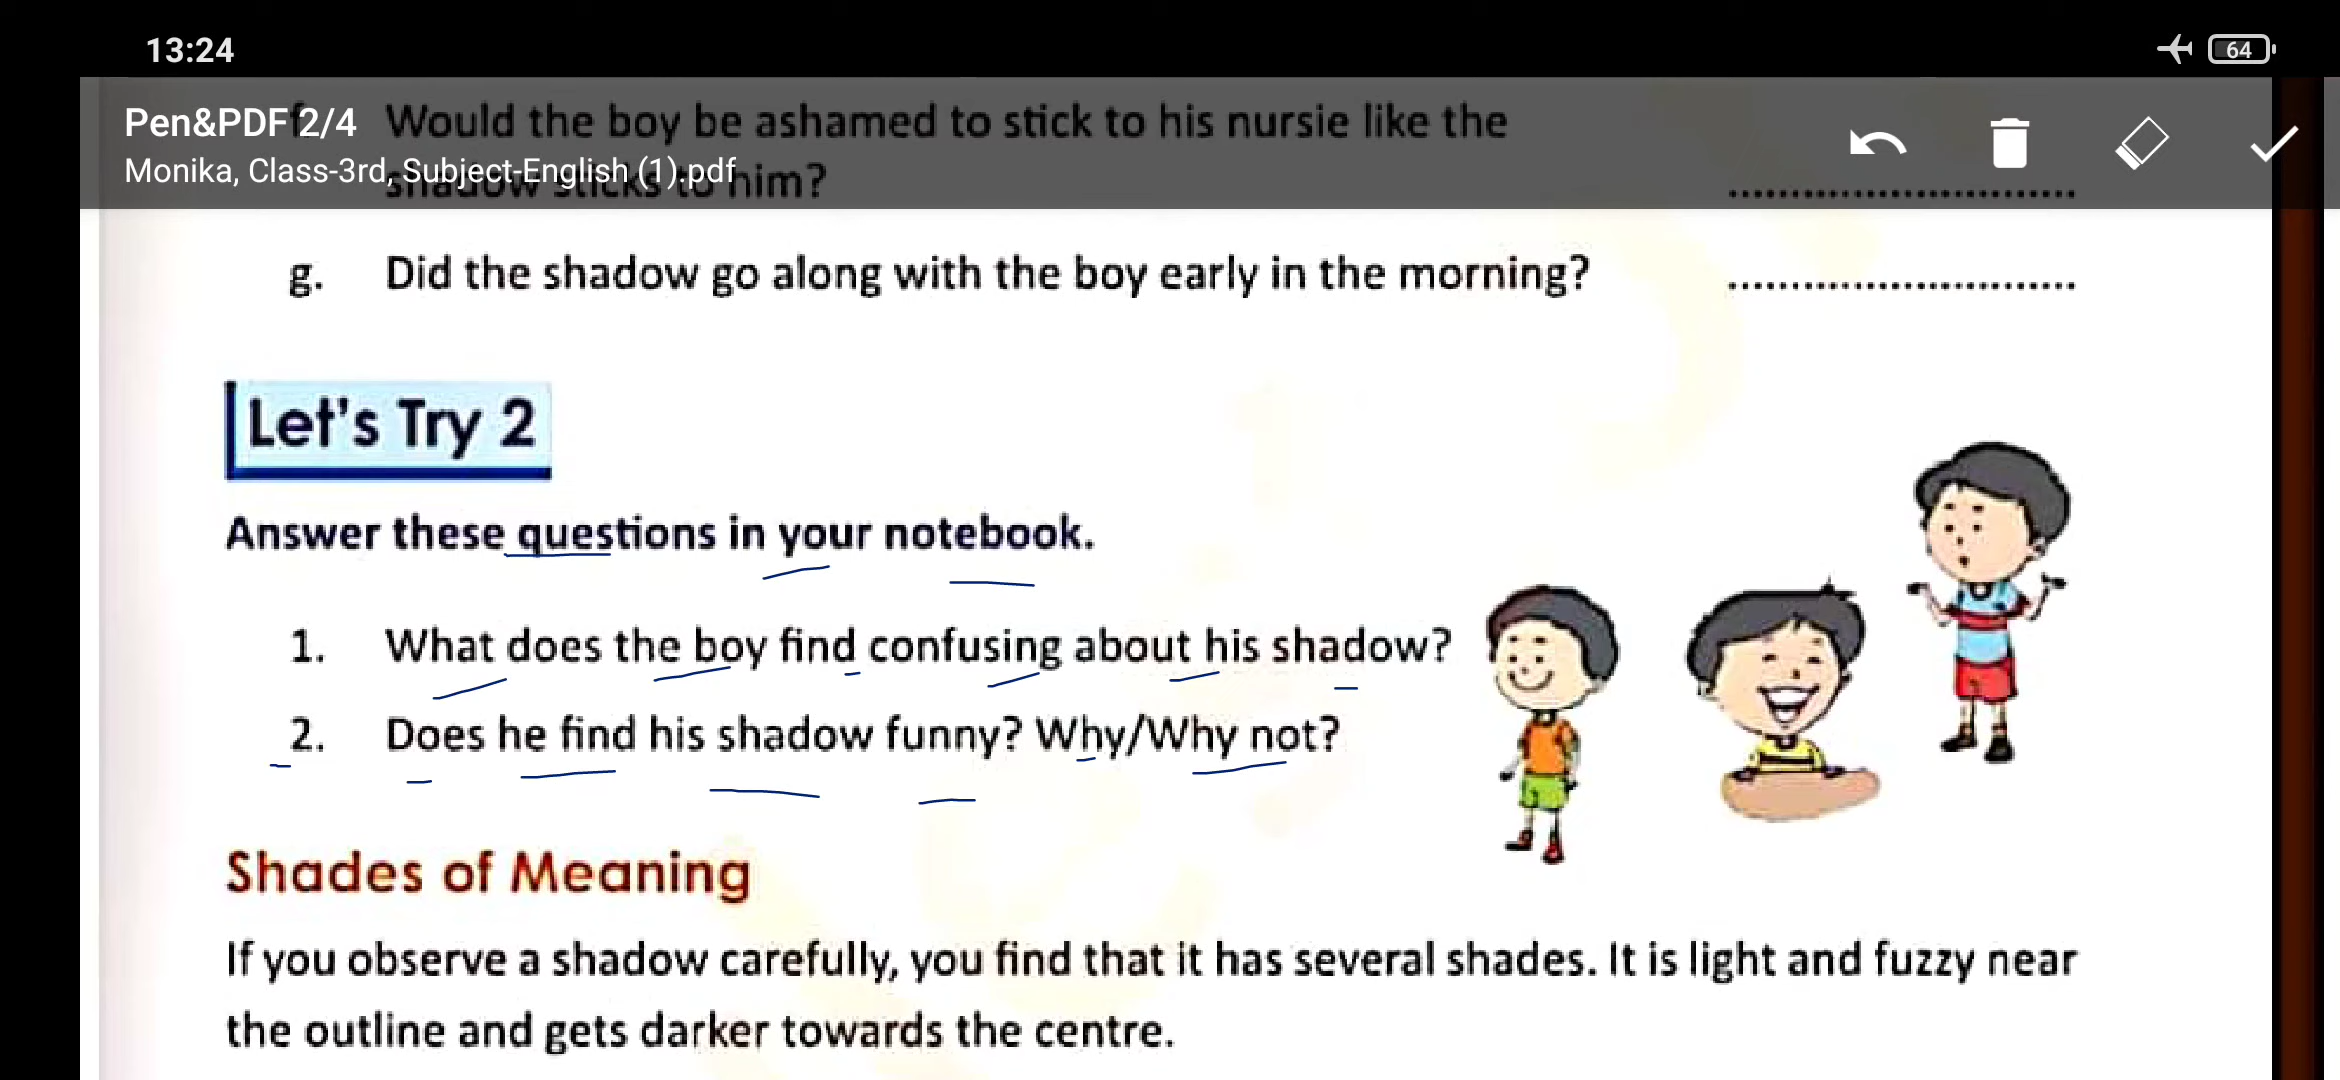 13:24
64
Pen&PDF 2/4 Would the boy be ashamed to stick to his nursie like the
Monika, Class-3rd, Subject-English (1).pdf
shadow sticks to him? ............................
g. Did the shadow go along with the boy early in the morning? ............................
Let's Try 2
Answer these questions in your notebook.
1. What does the boy find confusing about his shadow?
2. Does he find his shadow funny? Why/Why not?
Shades of Meaning
If you observe a shadow carefully, you find that it has several shades. It is light and fuzzy near
the outline and gets darker towards the centre.